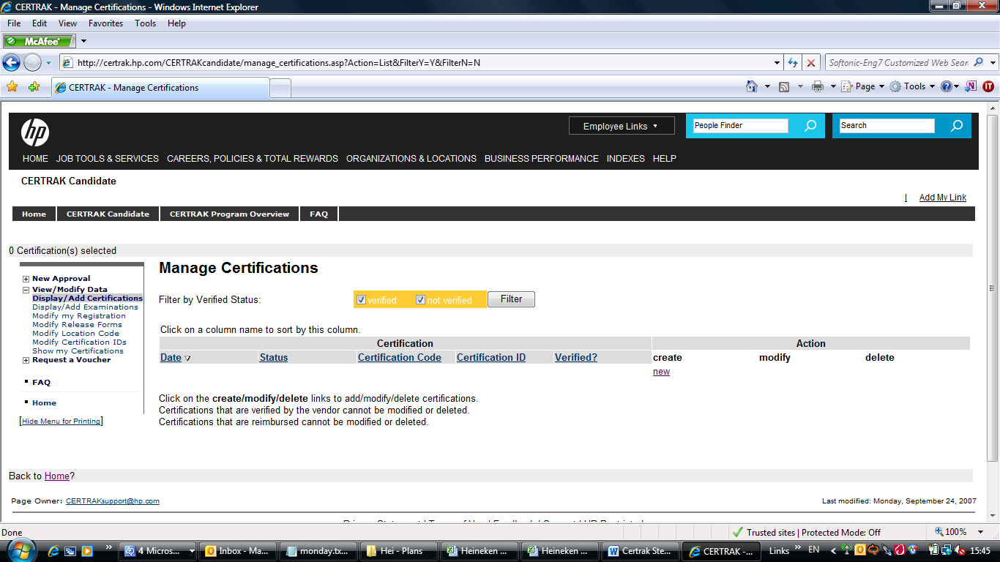 CERTRAK - Manage Certifications - Windows Internet Explorer
File Edit View Favorites Tools Help
McAfee
http://certrak.hp.com/CERTRAKcandidate/manage_certifications.asp?Action=List&FilterY=Y&FilterN=N
Softonic-Eng7 Customized Web Sear
CERTRAK - Manage Certifications
Page Tools
hp
Employee Links
People Finder
Search
HOME JOB TOOLS & SERVICES CAREERS, POLICIES & TOTAL REWARDS ORGANIZATIONS & LOCATIONS BUSINESS PERFORMANCE INDEXES HELP
CERTRAK Candidate
| Add My Link
Home CERTRAK Candidate CERTRAK Program Overview FAQ
0 Certification(s) selected
New Approval
View/Modify Data
Display/Add Certifications
Display/Add Examinations
Modify my Registration
Modify Release Forms
Modify Location Code
Modify Certification IDs
Show my Certifications
Request a Voucher
FAQ
Home
[Hide Menu for Printing]
Manage Certifications
Filter by Verified Status: verified not verified Filter
Click on a column name to sort by this column.
Certification Action
Date Status Certification Code Certification ID Verified? create modify delete
new
Click on the create/modify/delete links to add/modify/delete certifications.
Certifications that are verified by the vendor cannot be modified or deleted.
Certifications that are reimbursed cannot be modified or deleted.
Back to Home?
Page Owner: CERTRAKsupport@hp.com Last modified: Monday, September 24, 2007
Done Trusted sites | Protected Mode: Off 100%
4 Micros... Inbox - Ma... monday.tx... Hei - Plans Heineken ... Heineken ... Certrak Ste... CERTRAK -... Links EN 15:45